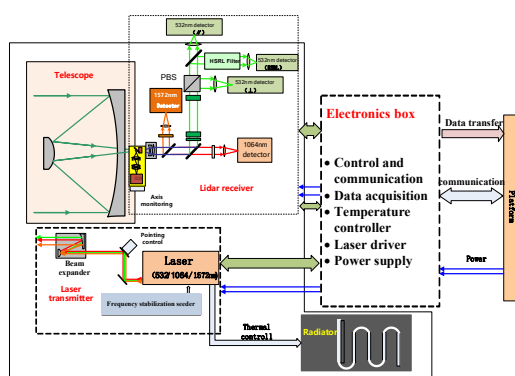 532nm detector
(∥)
HSRL Filter
532nm detector
(HSRL)
PBS
532nm detector
(⊥)
Telescope
1572nm
Detector
1064nm
detector
Lidar receiver
Axis
monitoring
Electronics box
• Control and
communication
• Data acquisition
• Temperature
controller
• Laser driver
• Power supply
Data transfer
communication
Power
Platform
Pointing control
Beam
expander
Laser
(532/1064/1572nm)
Laser
transmitter
Frequency stabilization seeder
Thermal
controll
Radiator